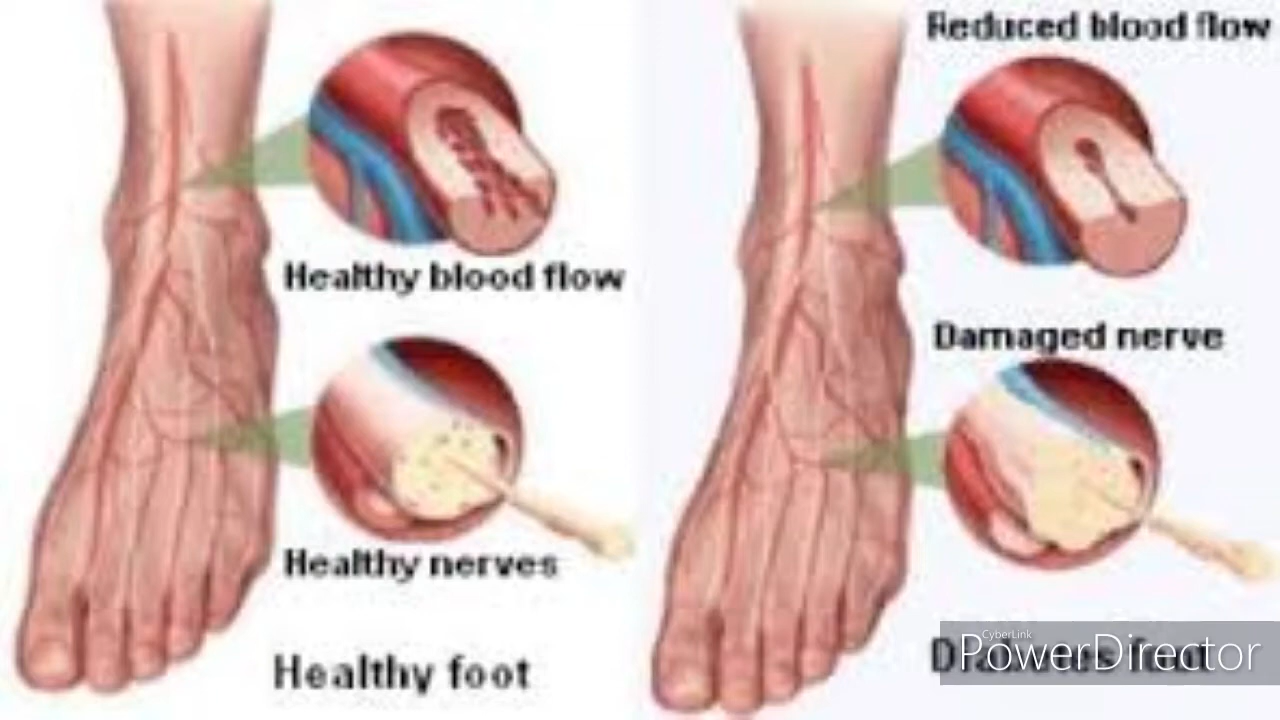 Reduced blood flow
Healthy blood flow
Damaged nerve
Healthy nerves
Healthy foot
CyberLink
PowerDirector